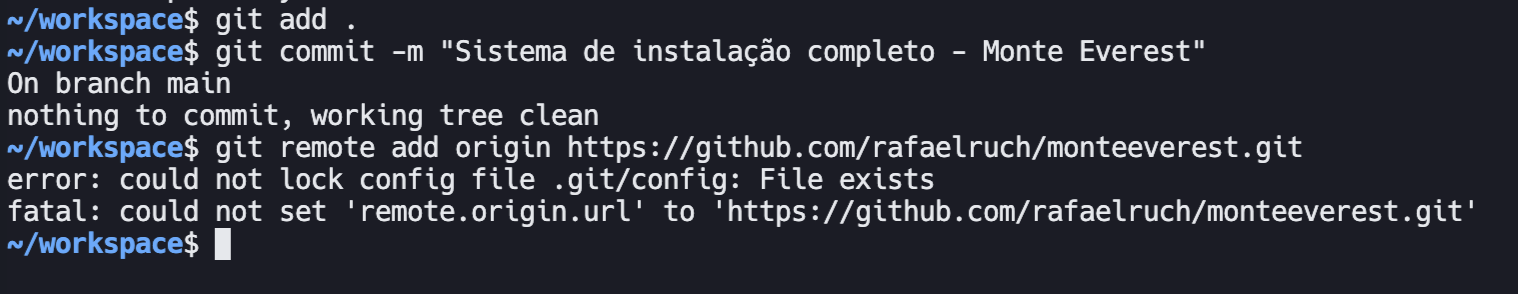 ~/workspace$ git add .
~/workspace$ git commit -m "Sistema de instalação completo - Monte Everest"
On branch main
nothing to commit, working tree clean
~/workspace$ git remote add origin https://github.com/rafaelruch/monteeverest.git
error: could not lock config file .git/config: File exists
fatal: could not set 'remote.origin.url' to 'https://github.com/rafaelruch/monteeverest.git'
~/workspace$